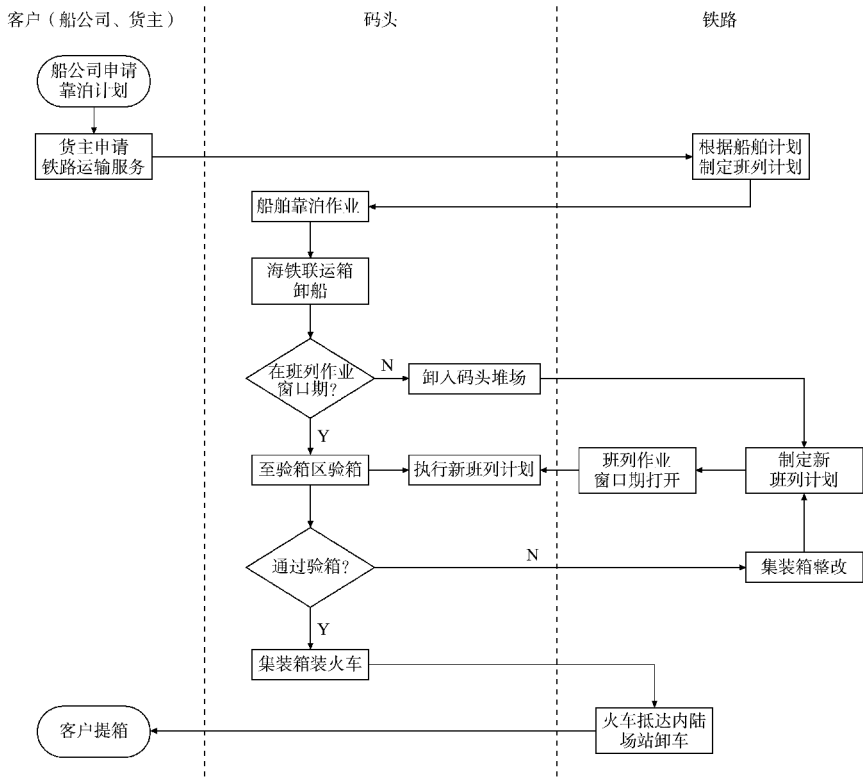 客户(船公司、货主)
码头
铁路
船公司申请
靠泊计划
货主申请
铁路运输服务
根据船舶计划
制定班列计划
船舶靠泊作业
海铁联运箱
卸船
在班列作业
窗口期?
N
卸入码头堆场
Y
至验箱区验箱
执行新班列计划
班列作业
窗口期打开
制定新
班列计划
通过验箱?
N
集装箱整改
Y
集装箱装火车
客户提箱
火车抵达内陆
场站卸车